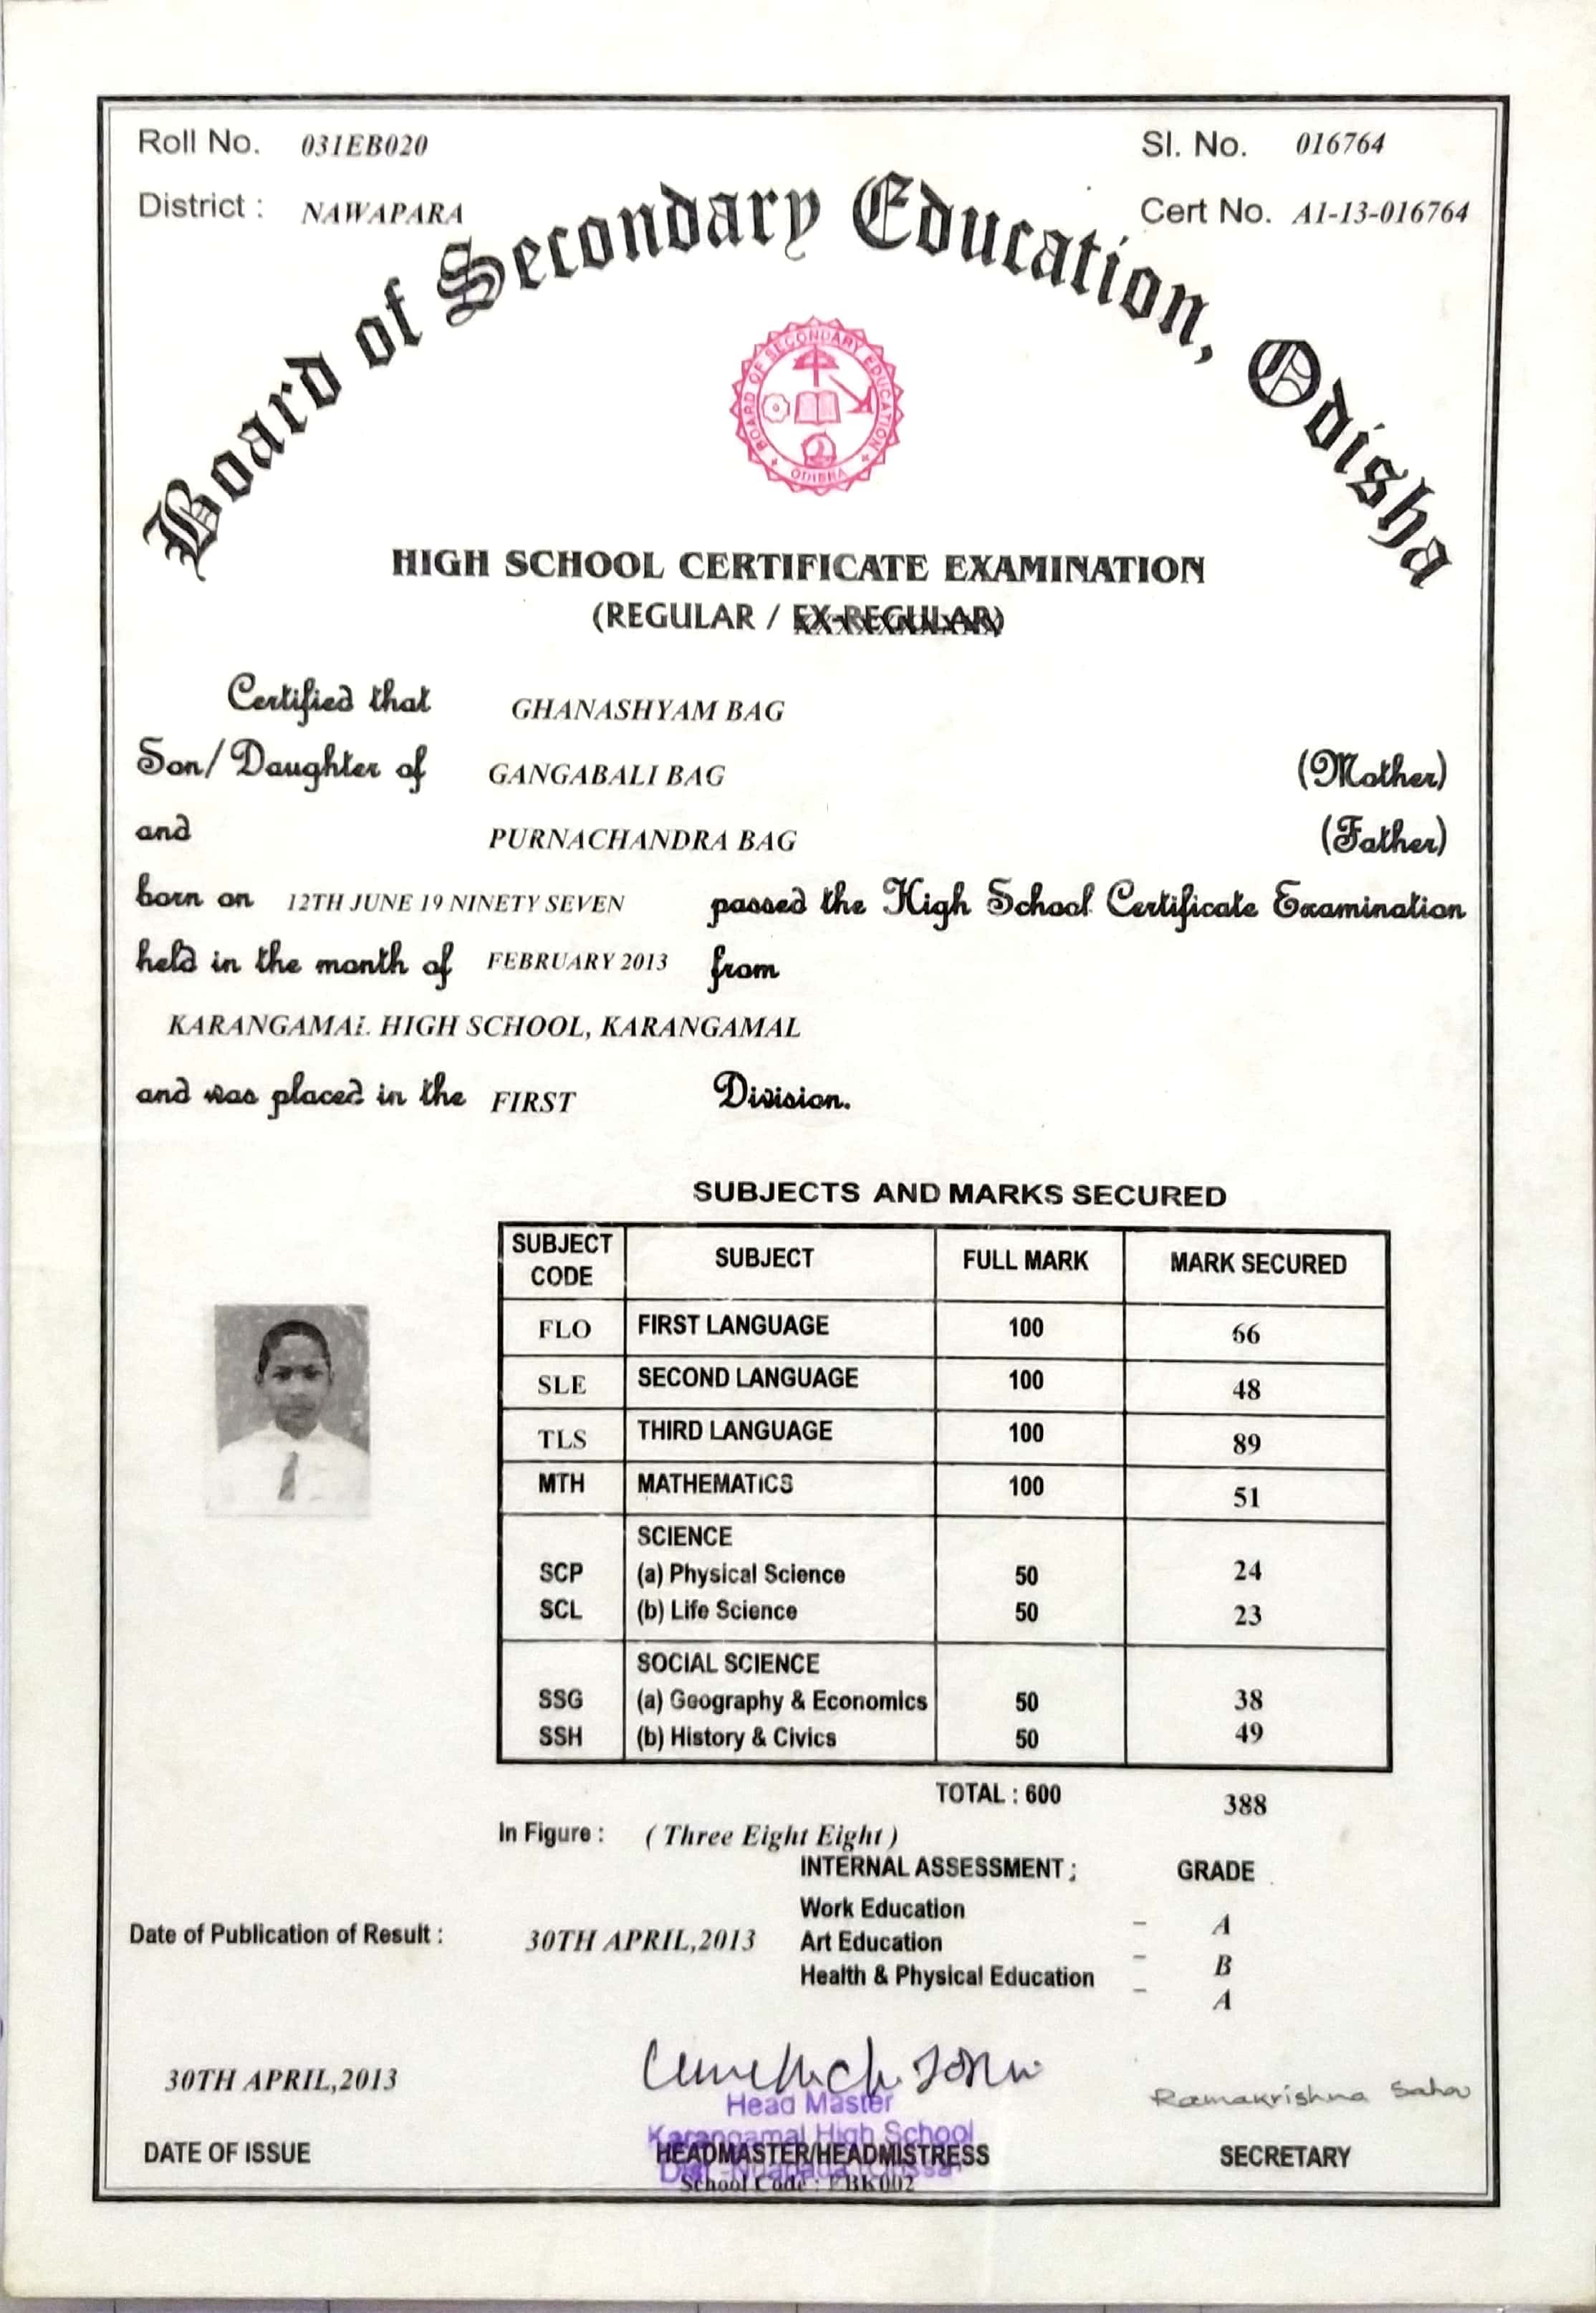 Roll No. 031EB020
Sl. No. 016764
District : NAWAPARA
Cert No. A1-13-016764
Board of Secondary Education, Odisha
BOARD OF SECONDARY EDUCATION
ODISHA
HIGH SCHOOL CERTIFICATE EXAMINATION
(REGULAR / EX-REGULAR)
Certified that GHANASHYAM BAG
Son/Daughter of GANGABALI BAG (Mother)
and PURNACHANDRA BAG (Father)
born on 12TH JUNE 19 NINETY SEVEN passed the High School Certificate Examination
held in the month of FEBRUARY 2013 from
KARANGAMAL HIGH SCHOOL, KARANGAMAL
and was placed in the FIRST Division.
SUBJECTS AND MARKS SECURED
SUBJECT CODE SUBJECT FULL MARK MARK SECURED
FLO FIRST LANGUAGE 100 66
SLE SECOND LANGUAGE 100 48
TLS THIRD LANGUAGE 100 89
MTH MATHEMATICS 100 51
SCIENCE
SCP (a) Physical Science 50 24
SCL (b) Life Science 50 23
SOCIAL SCIENCE
SSG (a) Geography & Economics 50 38
SSH (b) History & Civics 50 49
TOTAL : 600 388
In Figure : ( Three Eight Eight )
INTERNAL ASSESSMENT ; GRADE
Work Education - A
Date of Publication of Result : 30TH APRIL,2013 Art Education - B
Health & Physical Education - A
30TH APRIL,2013
Ramakrishna Sahu
Head Master
Karangamal High School
DATE OF ISSUE HEADMASTER/HEADMISTRESS SECRETARY
School Code : EBK002